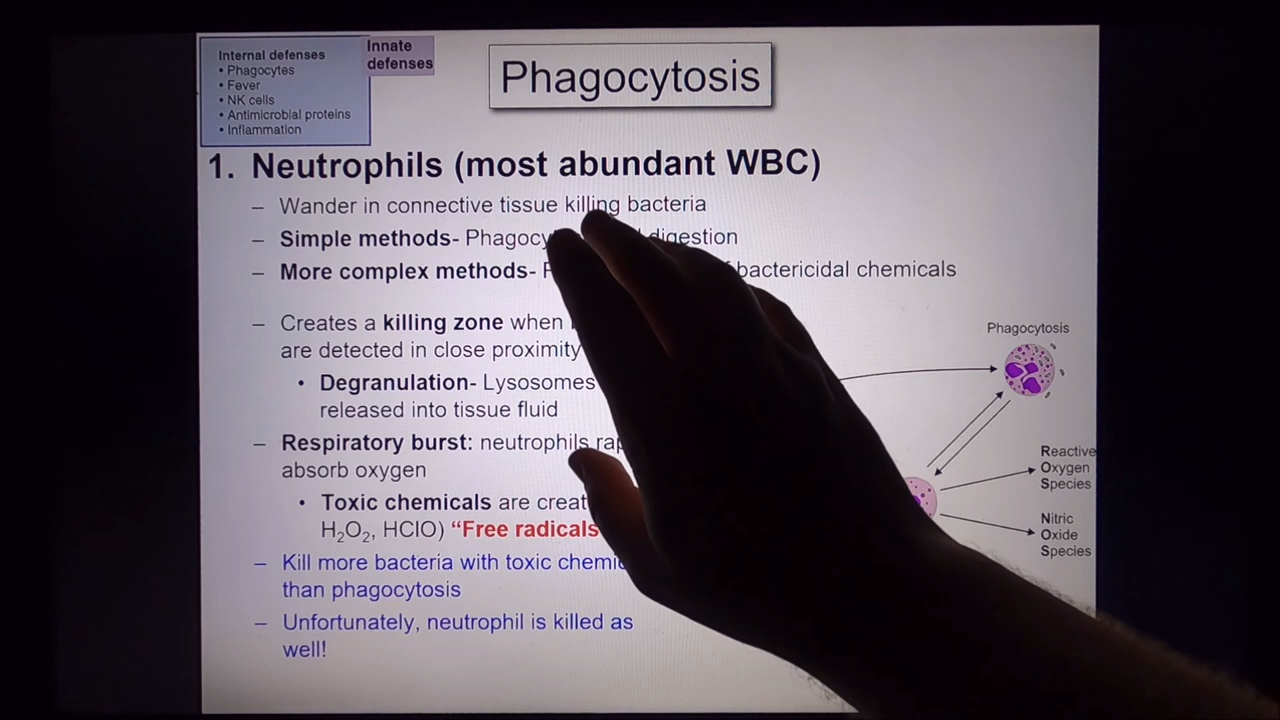 Internal defenses
• Phagocytes
• Fever
• NK cells
• Antimicrobial proteins
• Inflammation
Innate
defenses
Phagocytosis
1. Neutrophils (most abundant WBC)
– Wander in connective tissue killing bacteria
– Simple methods- digestion
– More complex methods- bactericidal chemicals
– Creates a killing zone when
are detected in close proximity
• Degranulation- Lysosomes
released into tissue fluid
– Respiratory burst: neutrophils
absorb oxygen
• Toxic chemicals are
H₂O₂, HClO) “Free radicals
– Kill more bacteria with toxic
than phagocytosis
– Unfortunately, neutrophil is killed as
well!
Phagocytosis
Reactive
Oxygen
Species
Nitric
Oxide
Species